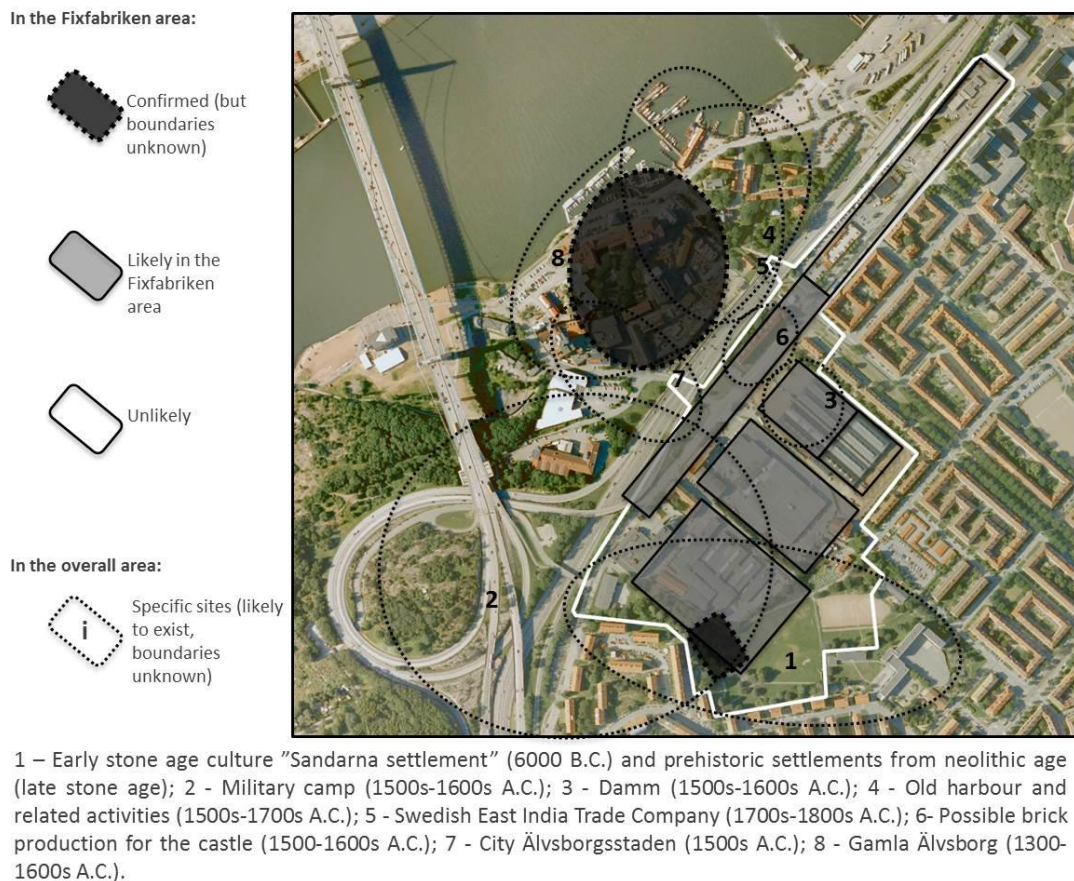 In the Fixfabriken area:
Confirmed (but
boundaries
unknown)
Likely in the
Fixfabriken
area
Unlikely
In the overall area:
i
Specific sites (likely
to exist,
boundaries
unknown)
4
8
5
6
7
3
2
1
1 – Early stone age culture ”Sandarna settlement” (6000 B.C.) and prehistoric settlements from neolithic age
(late stone age); 2 - Military camp (1500s-1600s A.C.); 3 - Damm (1500s-1600s A.C.); 4 - Old harbour and
related activities (1500s-1700s A.C.); 5 - Swedish East India Trade Company (1700s-1800s A.C.); 6- Possible brick
production for the castle (1500-1600s A.C.); 7 - City Älvsborgsstaden (1500s A.C.); 8 - Gamla Älvsborg (1300-
1600s A.C.).